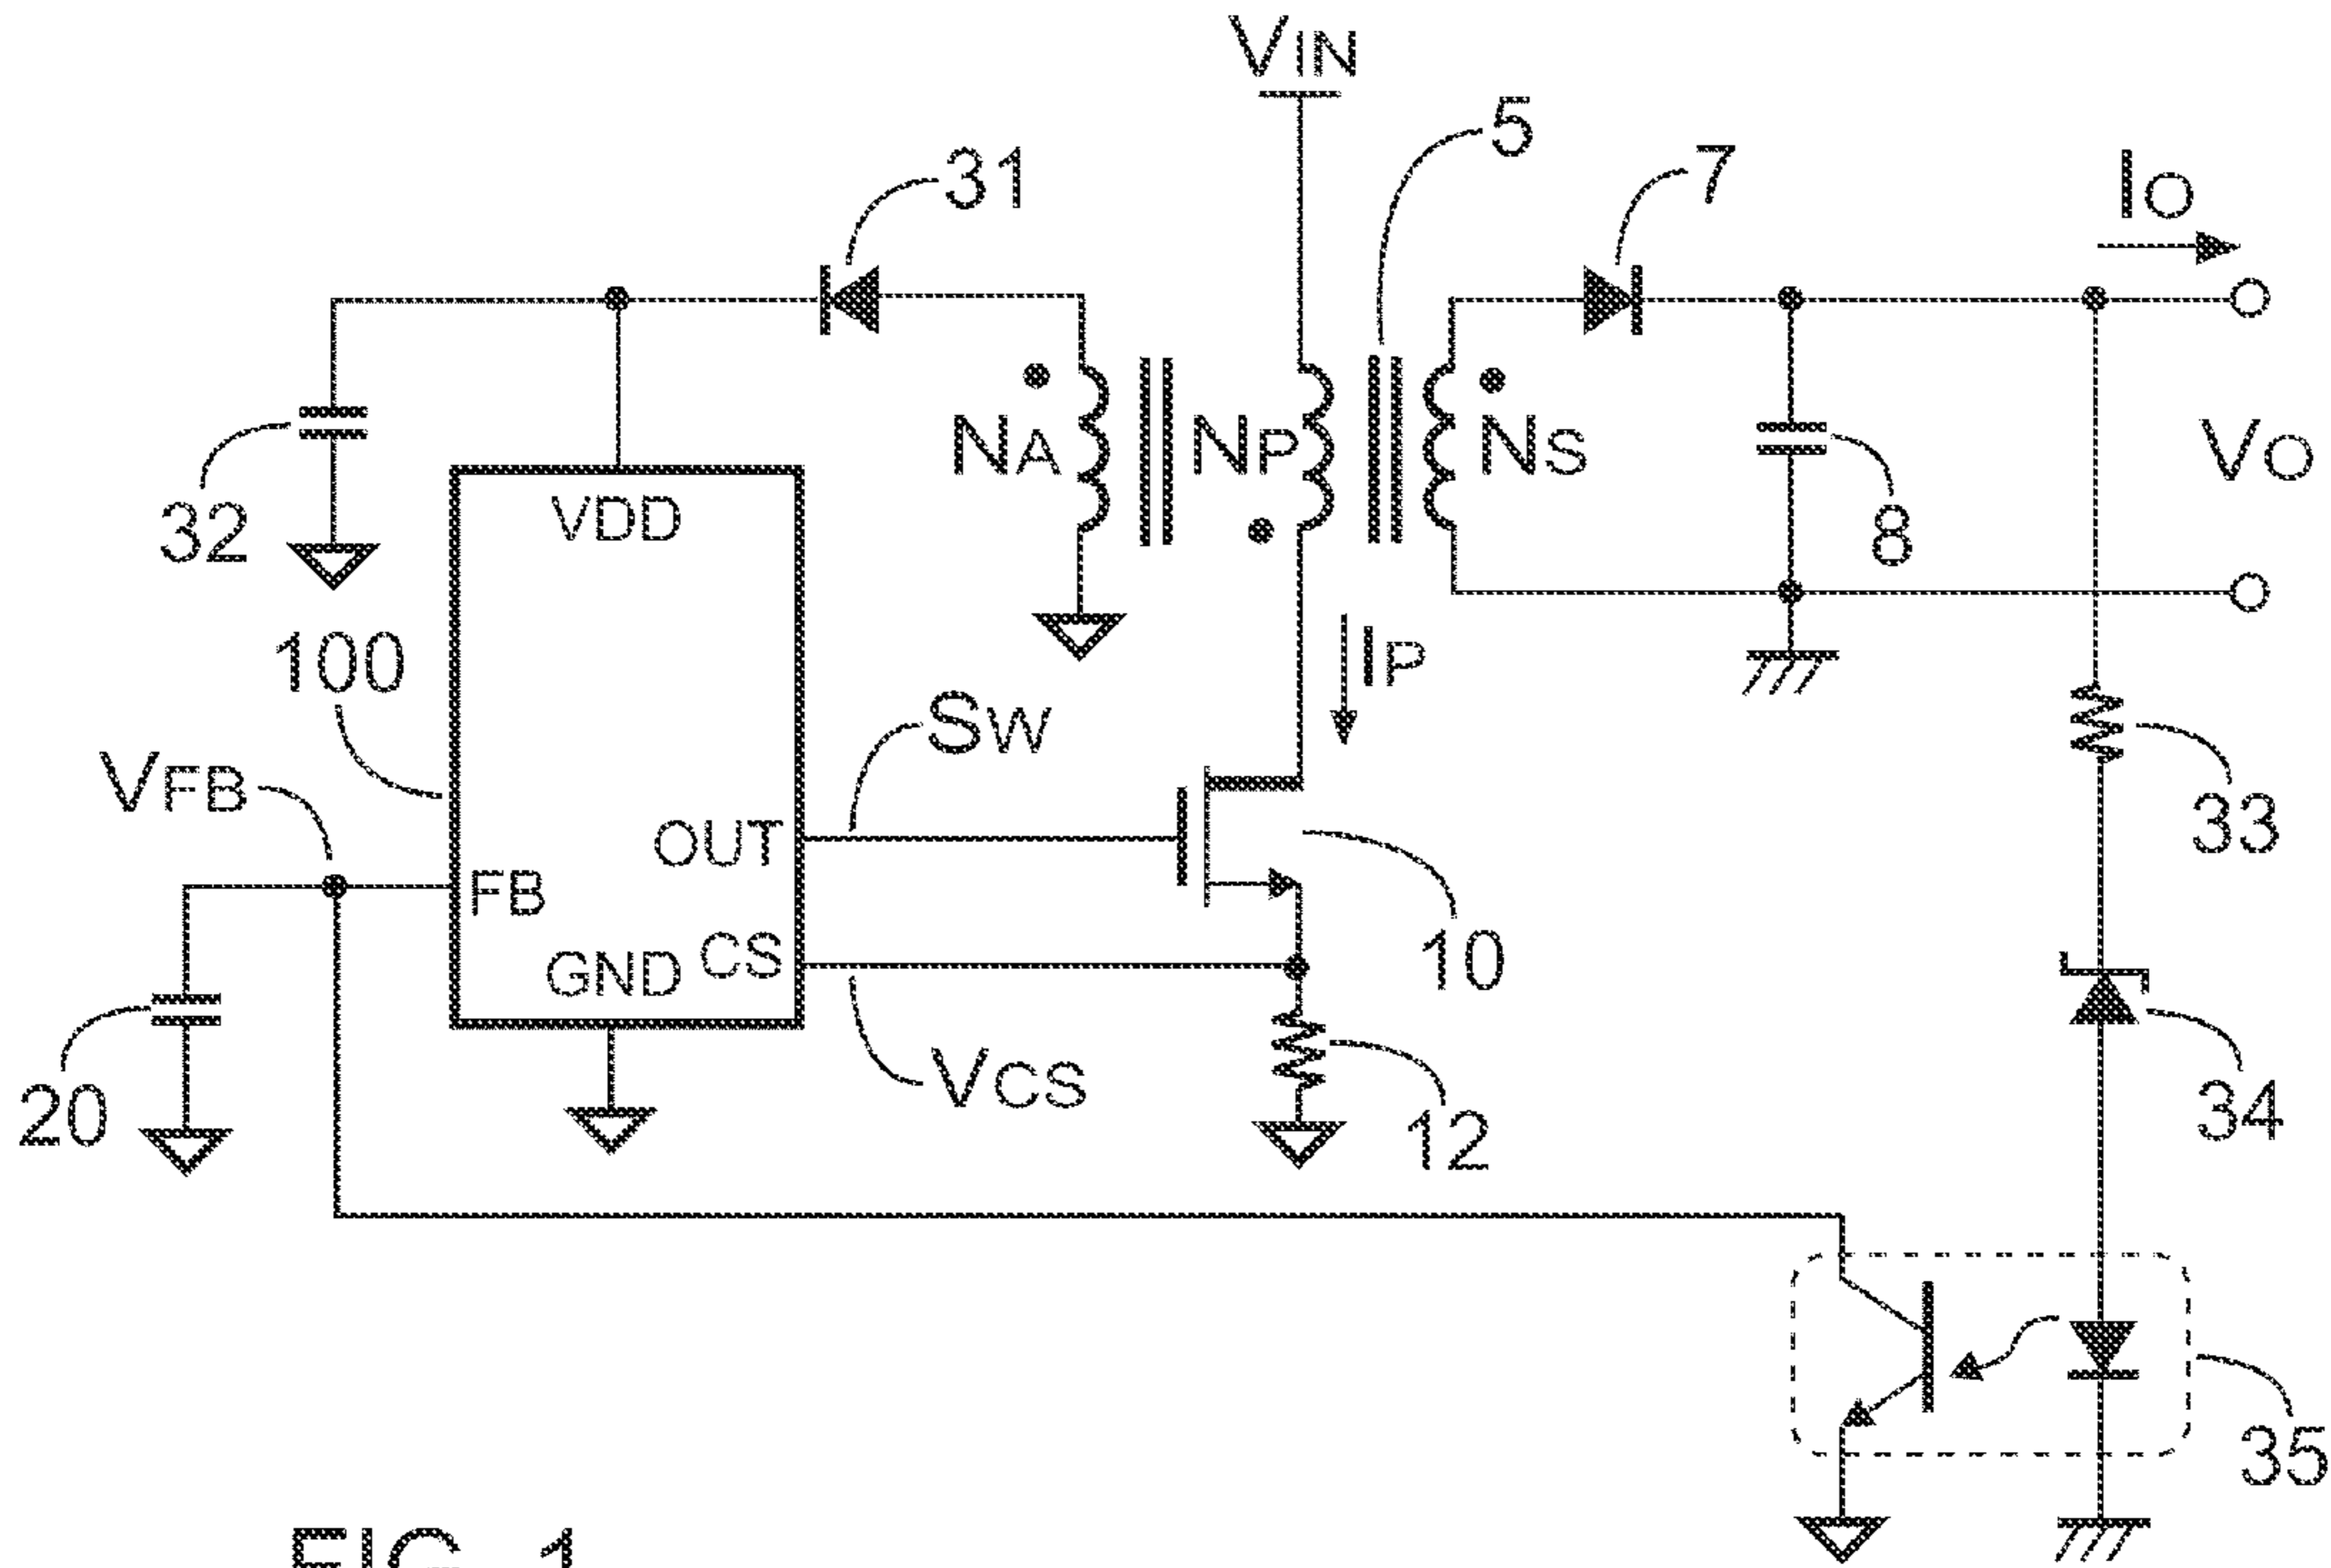 VIN
5
7
31
IO
NA
NP
NS
VO
32
VDD
8
100
IP
SW
VFB
33
OUT
FB
CS
10
GND
VCS
20
12
34
35
FIG. 1